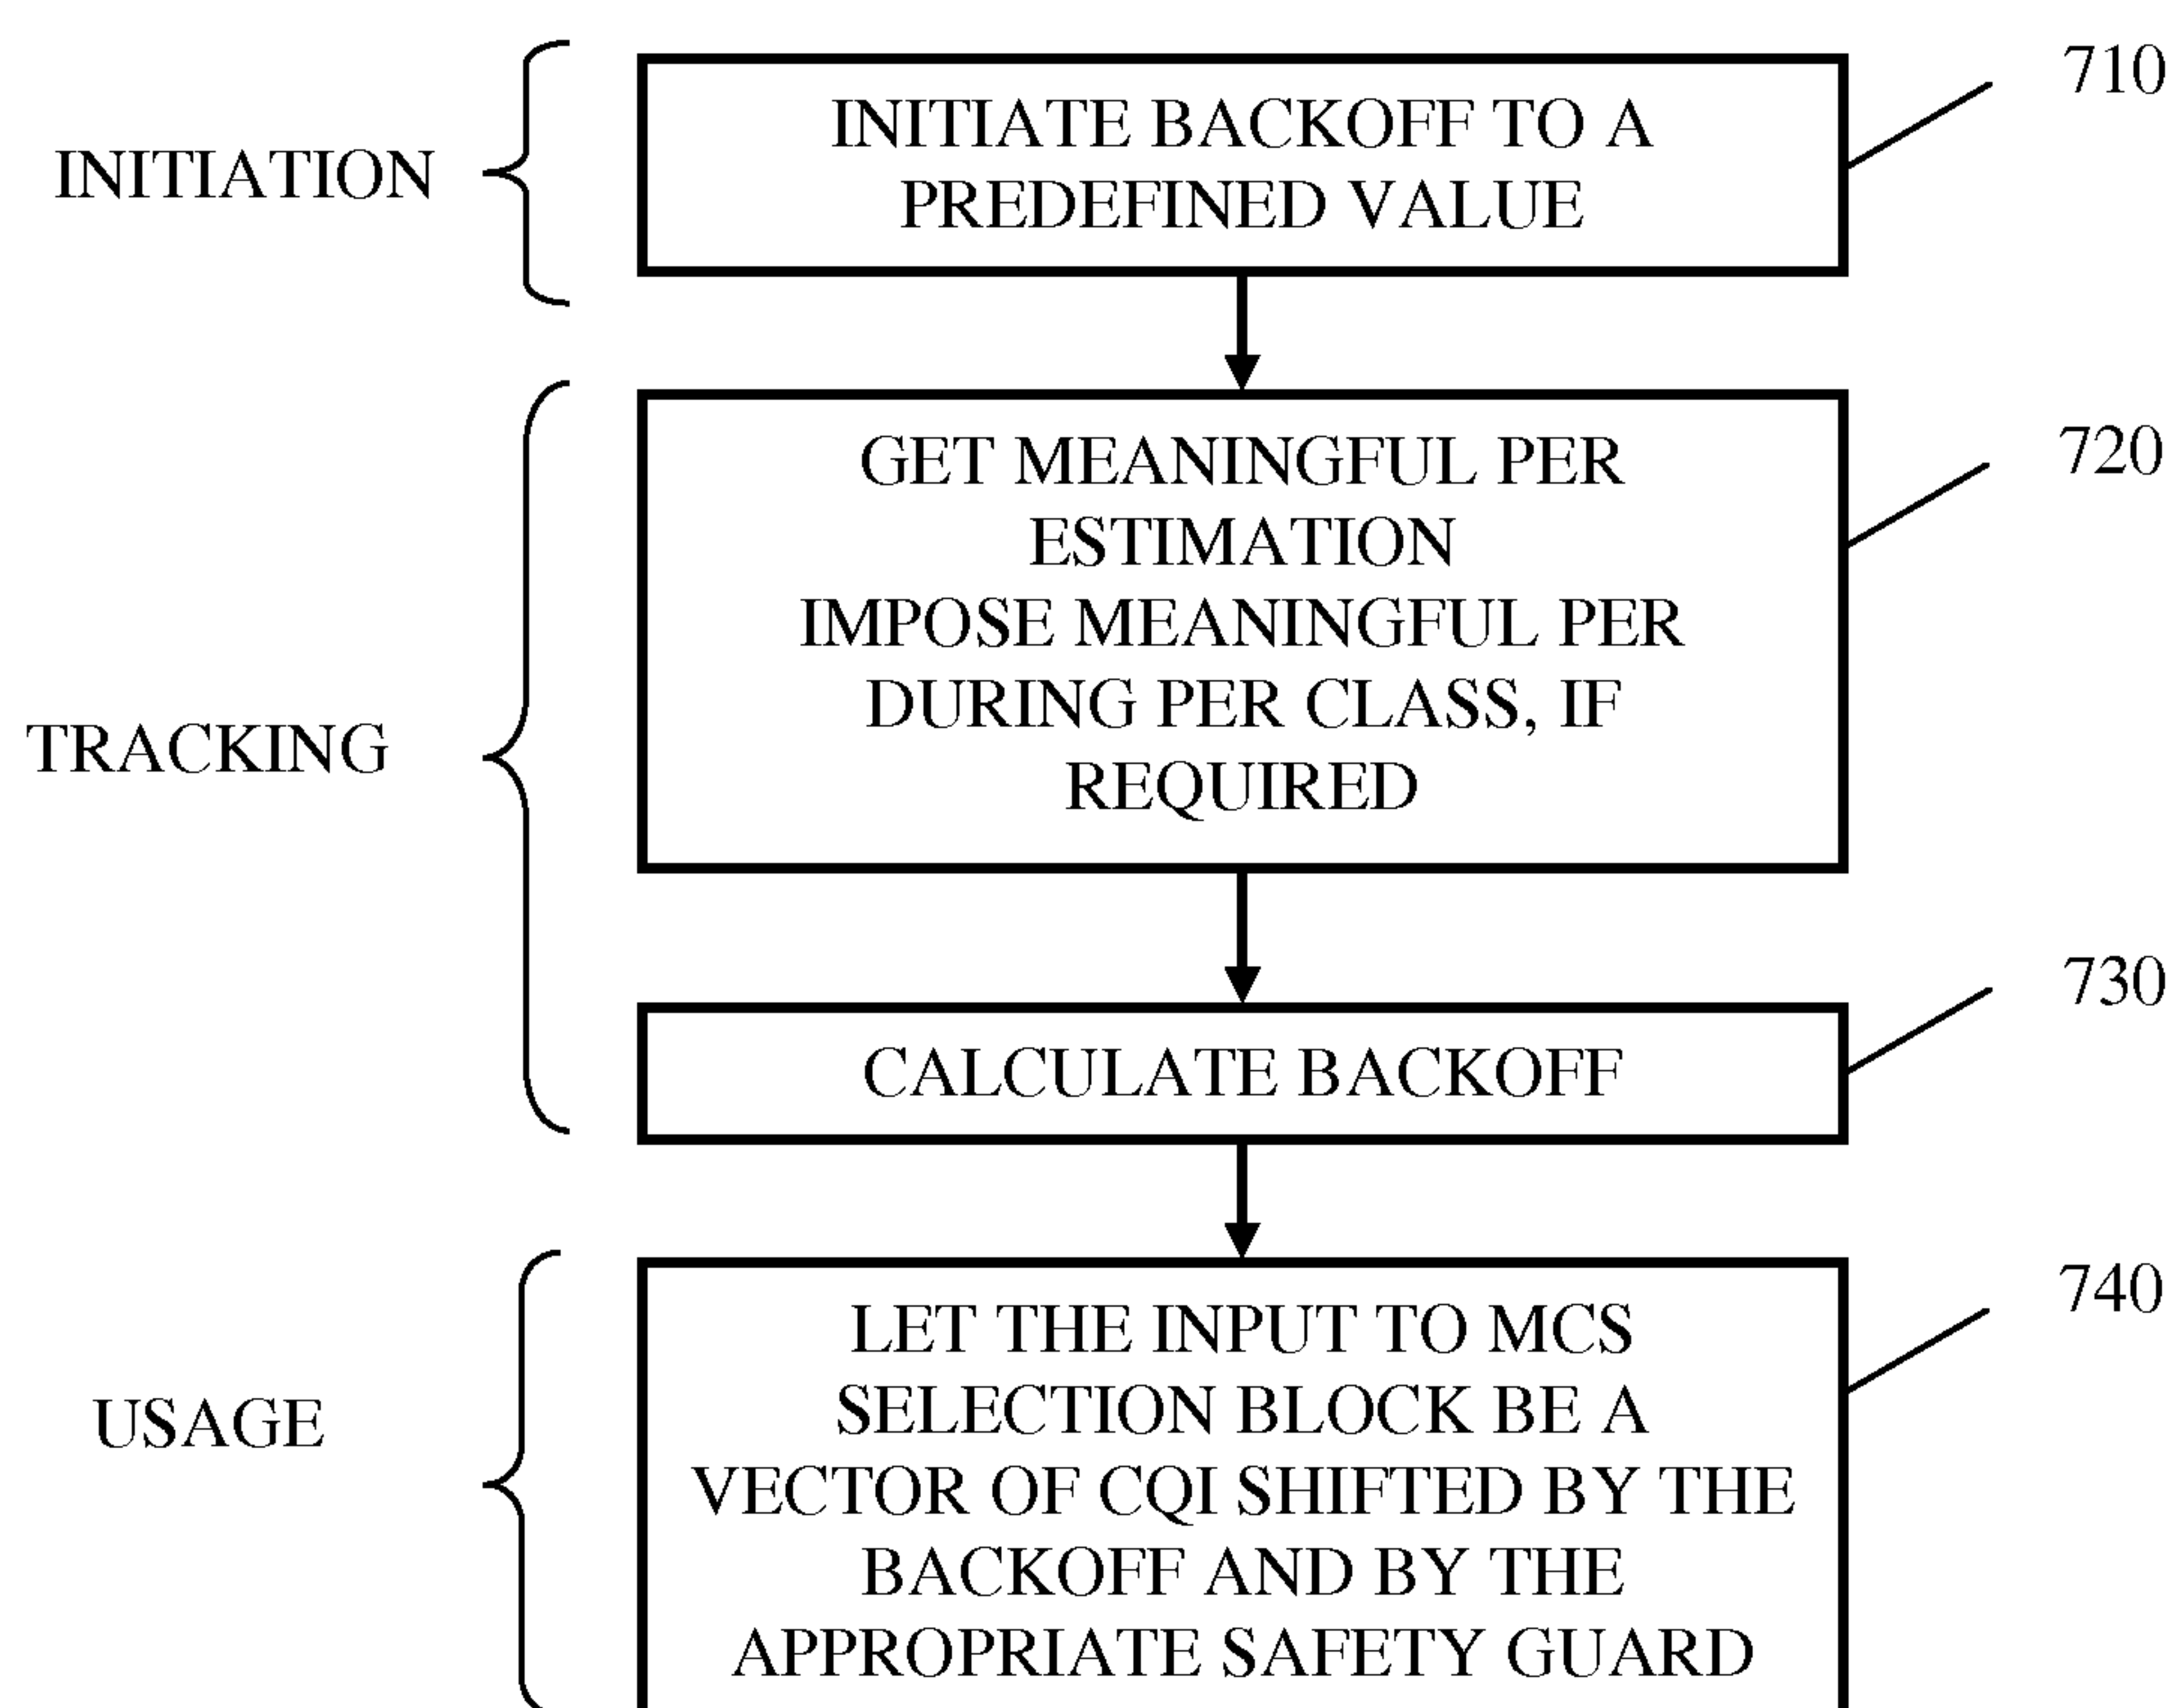 710
INITIATION
INITIATE BACKOFF TO A
PREDEFINED VALUE
720
TRACKING
GET MEANINGFUL PER
ESTIMATION
IMPOSE MEANINGFUL PER
DURING PER CLASS, IF
REQUIRED
730
CALCULATE BACKOFF
740
USAGE
LET THE INPUT TO MCS
SELECTION BLOCK BE A
VECTOR OF CQI SHIFTED BY THE
BACKOFF AND BY THE
APPROPRIATE SAFETY GUARD